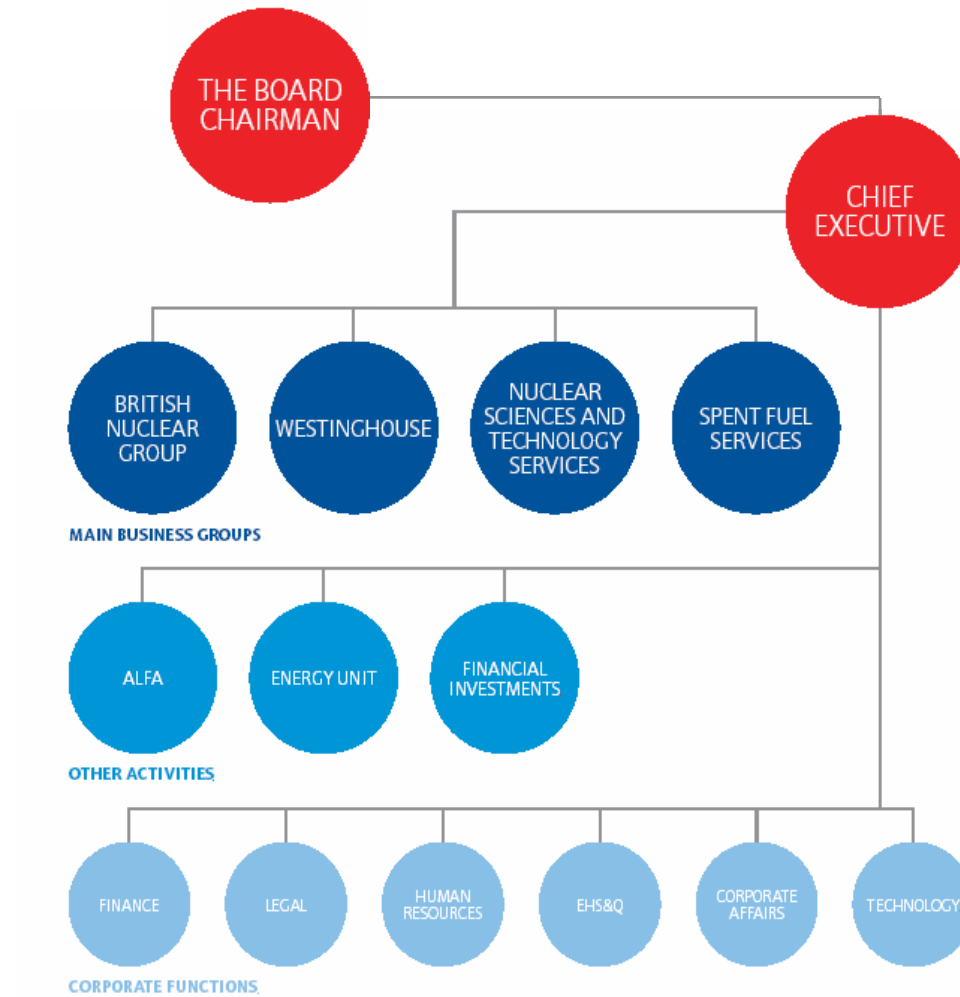 THE BOARD
CHAIRMAN
CHIEF
EXECUTIVE
BRITISH
NUCLEAR
GROUP
WESTINGHOUSE
NUCLEAR
SCIENCES AND
TECHNOLOGY
SERVICES
SPENT FUEL
SERVICES
MAIN BUSINESS GROUPS
ALFA
ENERGY UNIT
FINANCIAL
INVESTMENTS
OTHER ACTIVITIES
FINANCE
LEGAL
HUMAN
RESOURCES
EHS&Q
CORPORATE
AFFAIRS
TECHNOLOGY
CORPORATE FUNCTIONS